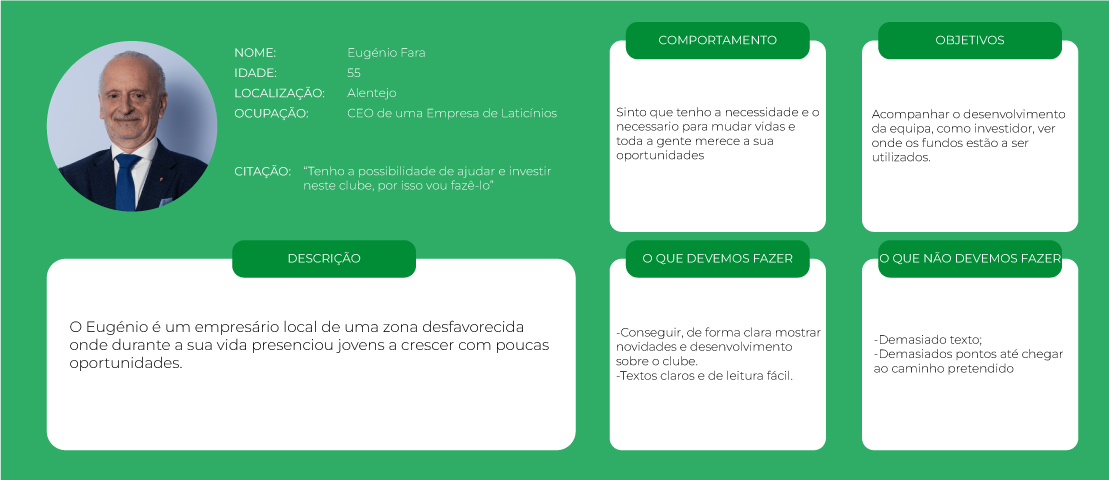 NOME: Eugénio Fara
IDADE: 55
LOCALIZAÇÃO: Alentejo
OCUPAÇÃO: CEO de uma Empresa de Laticínios
CITAÇÃO: “Tenho a possibilidade de ajudar e investir
neste clube, por isso vou fazê-lo”
COMPORTAMENTO
Sinto que tenho a necessidade e o
necessario para mudar vidas e
toda a gente merece a sua
oportunidades
OBJETIVOS
Acompanhar o desenvolvimento
da equipa, como investidor, ver
onde os fundos estão a ser
utilizados.
DESCRIÇÃO
O Eugénio é um empresário local de uma zona desfavorecida
onde durante a sua vida presenciou jovens a crescer com poucas
oportunidades.
O QUE DEVEMOS FAZER
-Conseguir, de forma clara mostrar
novidades e desenvolvimento
sobre o clube.
-Textos claros e de leitura fácil.
O QUE NÃO DEVEMOS FAZER
-Demasiado texto;
-Demasiados pontos até chegar
ao caminho pretendido